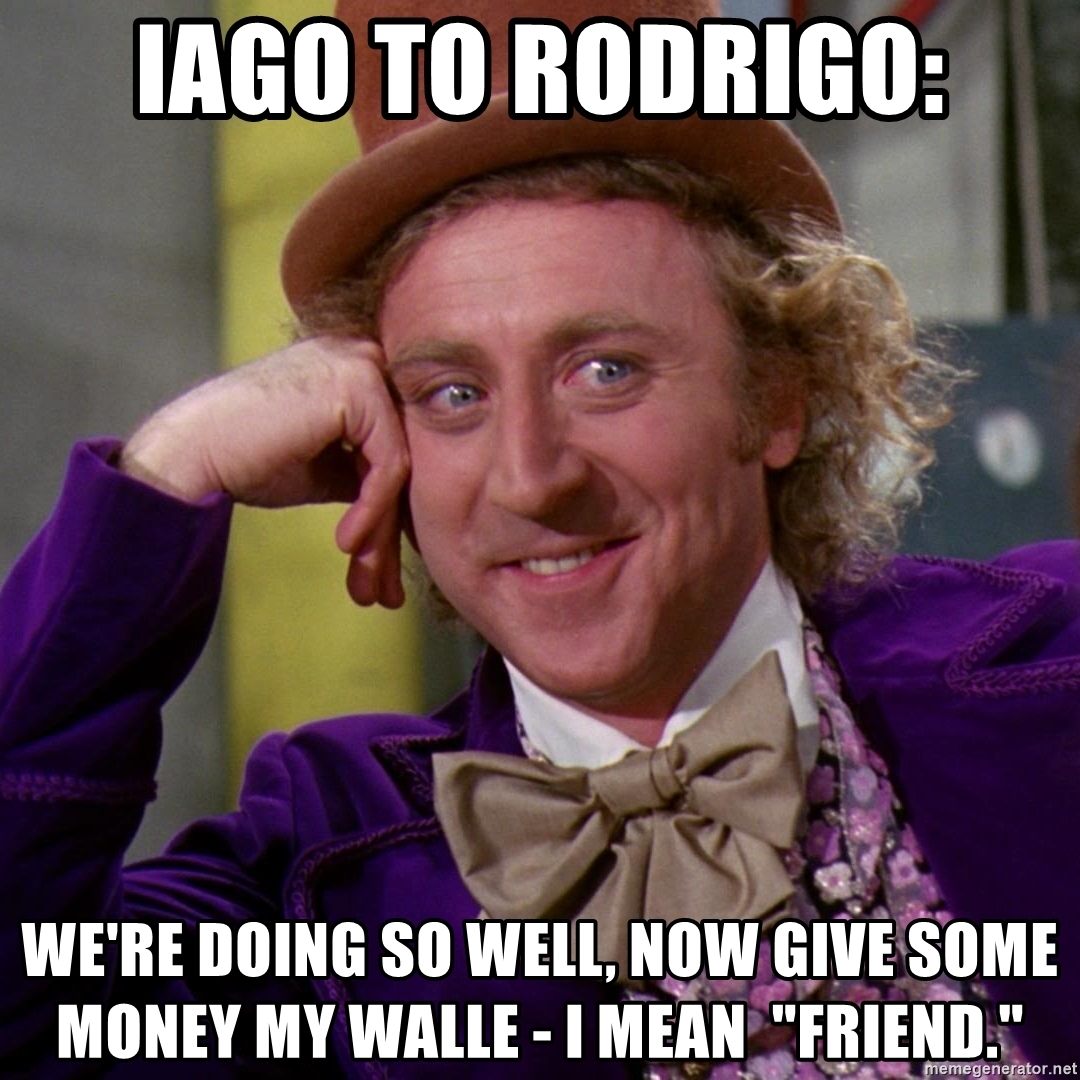 IAGO TO RODRIGO:
WE'RE DOING SO WELL, NOW GIVE SOME
MONEY MY WALLE - I MEAN "FRIEND."
memegenerator.net